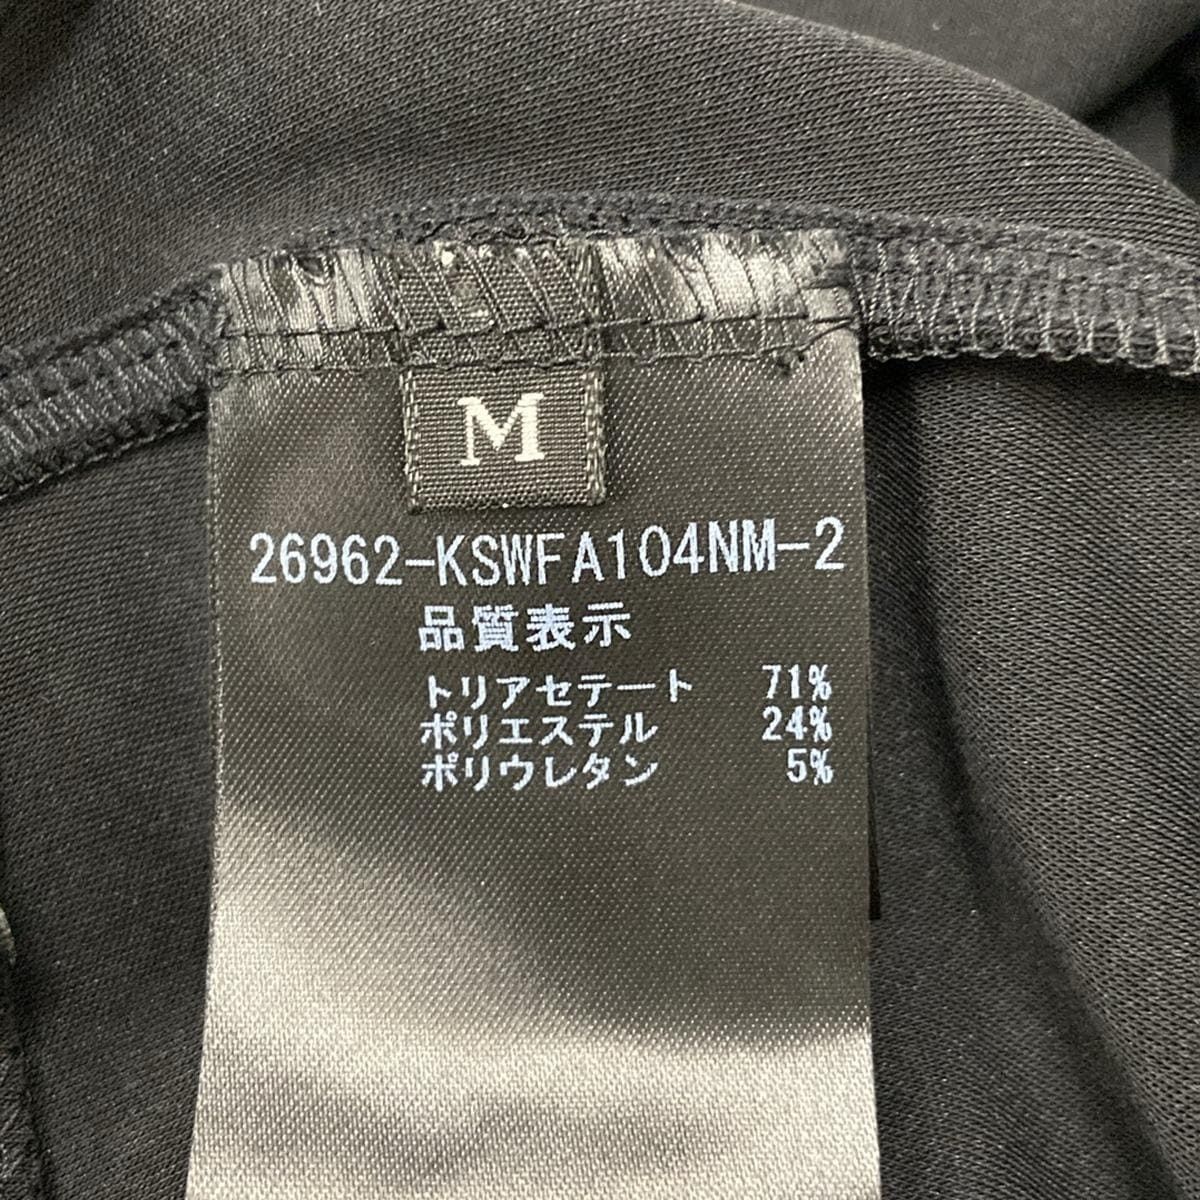 M
26962-KSWFA104NM-2
品質表示
トリアセテート 71%
ポリエステル 24%
ポリウレタン 5%